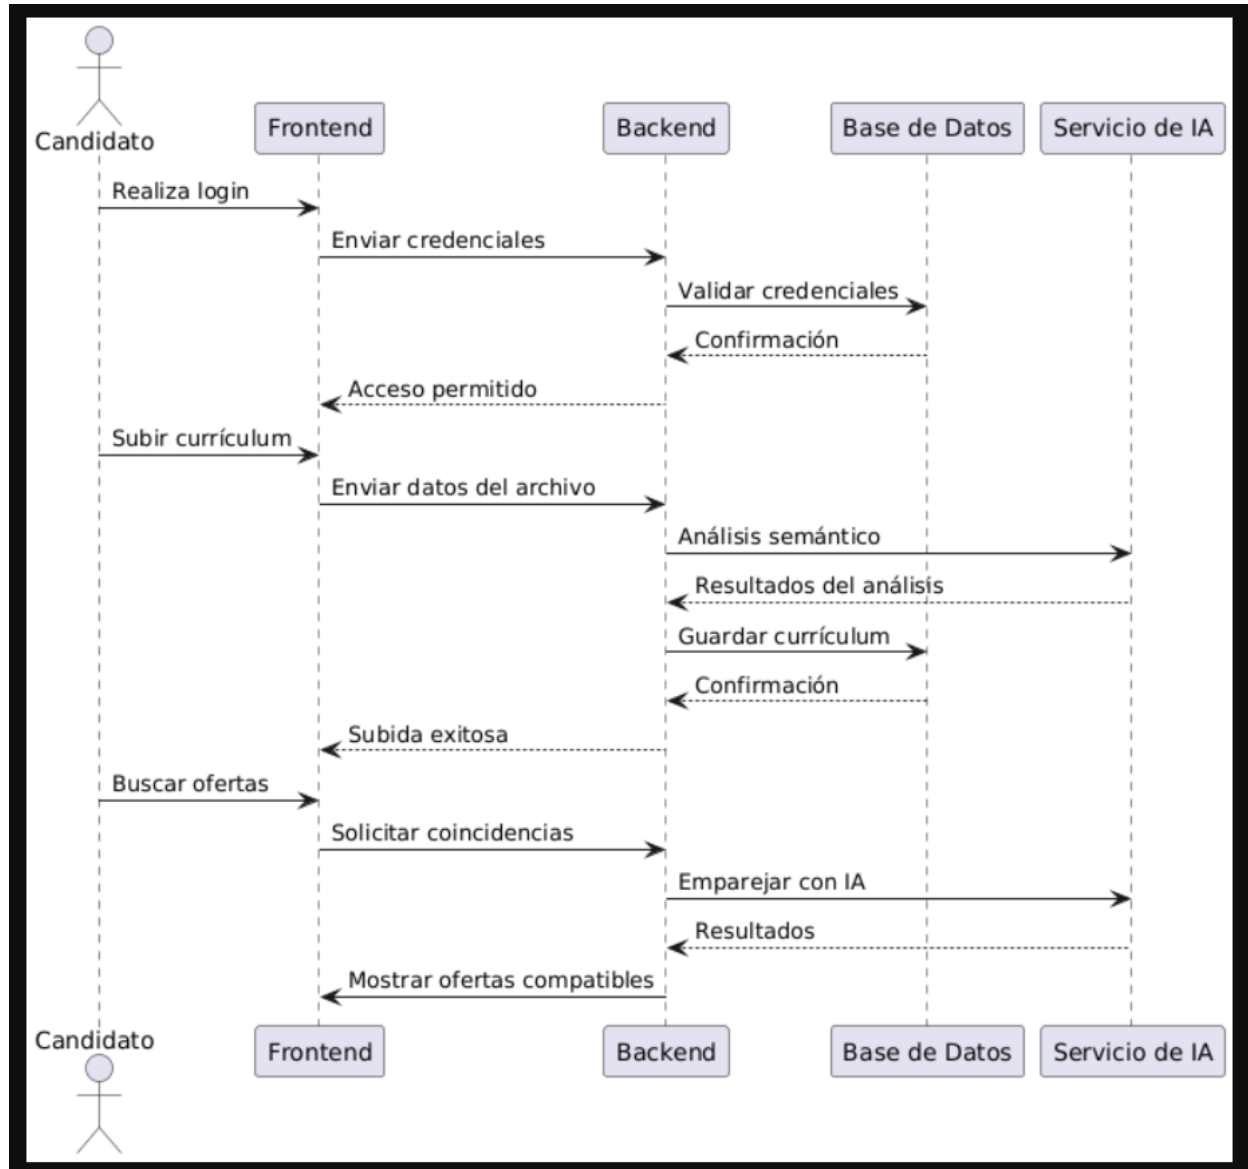 Candidato
Frontend
Backend
Base de Datos
Servicio de IA
Realiza login
Enviar credenciales
Validar credenciales
Confirmación
Acceso permitido
Subir currículum
Enviar datos del archivo
Análisis semántico
Resultados del análisis
Guardar currículum
Confirmación
Subida exitosa
Buscar ofertas
Solicitar coincidencias
Emparejar con IA
Resultados
Mostrar ofertas compatibles
Candidato
Frontend
Backend
Base de Datos
Servicio de IA